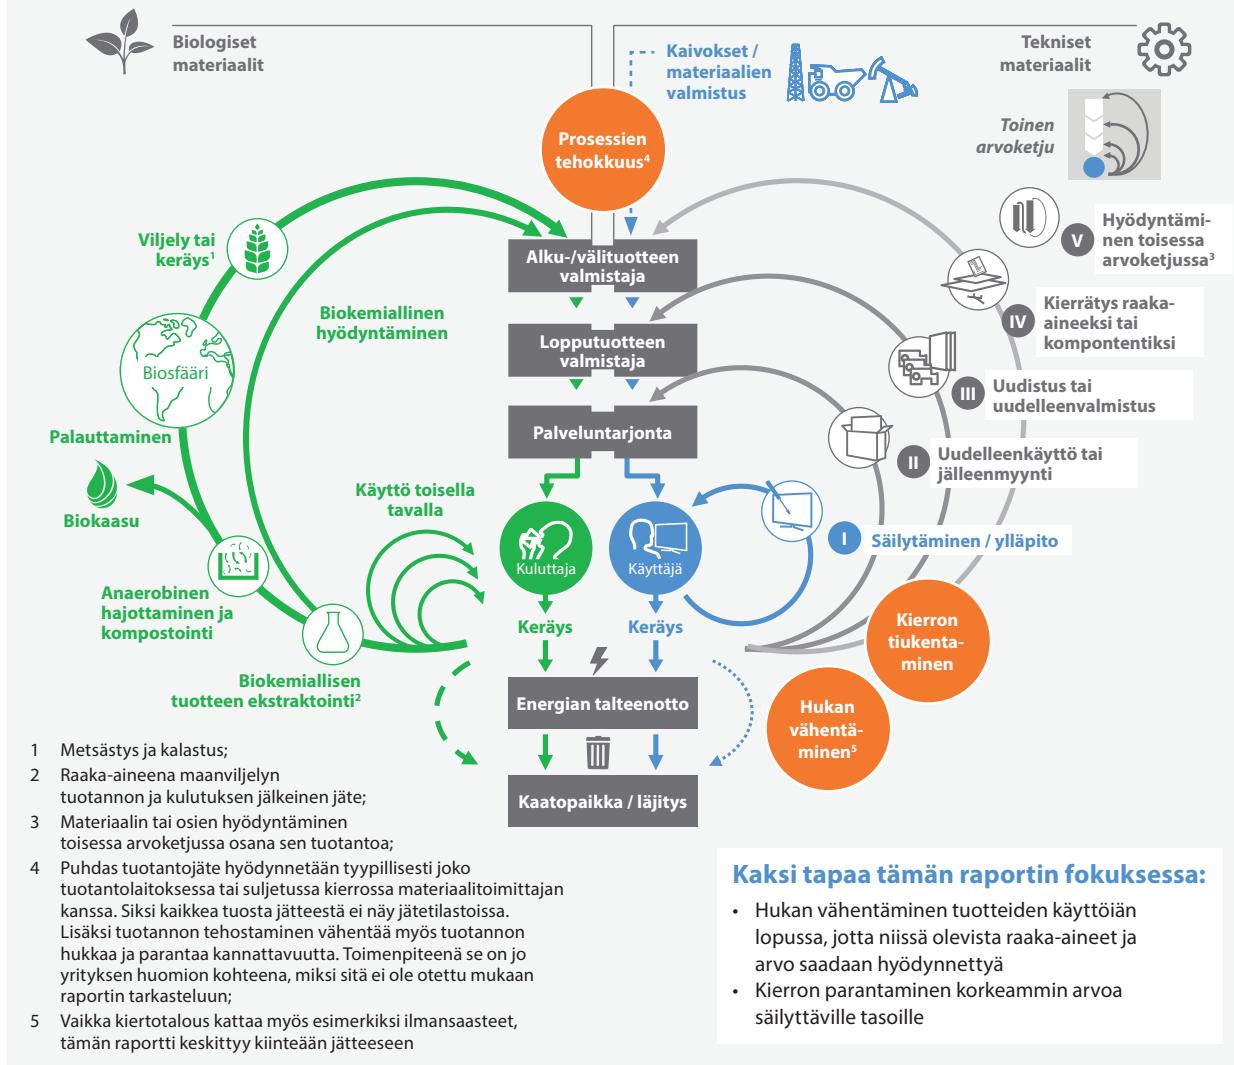 Biologiset
materiaalit
Kaivokset /
materiaalien
valmistus
Tekniset
materiaalit
Toinen
arvoketju
Prosessien
tehokkuus⁴
Viljely tai
keräys¹
Biokemiallinen
hyödyntäminen
Biosfääri
Palauttaminen
Biokaasu
Anaerobinen
hajottaminen ja
kompostointi
Biokemiallisen
tuotteen ekstraktointi²
Käyttö toisella
tavalla
Alku-/välituotteen
valmistaja
Lopputuotteen
valmistaja
Palveluntarjonta
Kuluttaja
Käyttäjä
Keräys
Keräys
Energian talteenotto
Kaatopaikka / läjitys
V
Hyödyntämi-
nen toisessa
arvoketjussa³
IV
Kierrätys raaka-
aineeksi tai
kompontentiksi
III
Uudistus tai
uudelleenvalmistus
II
Uudelleenkäyttö tai
jälleenmyynti
I
Säilytäminen / ylläpito
Kierron
tiukenta-
minen
Hukan
vähentä-
minen⁵
1 Metsästys ja kalastus;
2 Raaka-aineena maanviljelyn
tuotannon ja kulutuksen jälkeinen jäte;
3 Materiaalin tai osien hyödyntäminen
toisessa arvoketjussa osana sen tuotantoa;
4 Puhdas tuotantojäte hyödynnetään tyypillisesti joko
tuotantolaitoksessa tai suljetussa kierrossa materiaalitoimittajan
kanssa. Siksi kaikkea tuosta jätteestä ei näy jätetilastoissa.
Lisäksi tuotannon tehostaminen vähentää myös tuotannon
hukkaa ja parantaa kannattavuutta. Toimenpiteenä se on jo
yrityksen huomion kohteena, miksi sitä ei ole otettu mukaan
raportin tarkasteluun;
5 Vaikka kiertotalous kattaa myös esimerkiksi ilmansaasteet,
tämän raportti keskittyy kiinteään jätteeseen
Kaksi tapaa tämän raportin fokuksessa:
• Hukan vähentäminen tuotteiden käyttöiän
lopussa, jotta niissä olevista raaka-aineet ja
arvo saadaan hyödynnettyä
• Kierron parantaminen korkeammin arvoa
säilyttäville tasoille